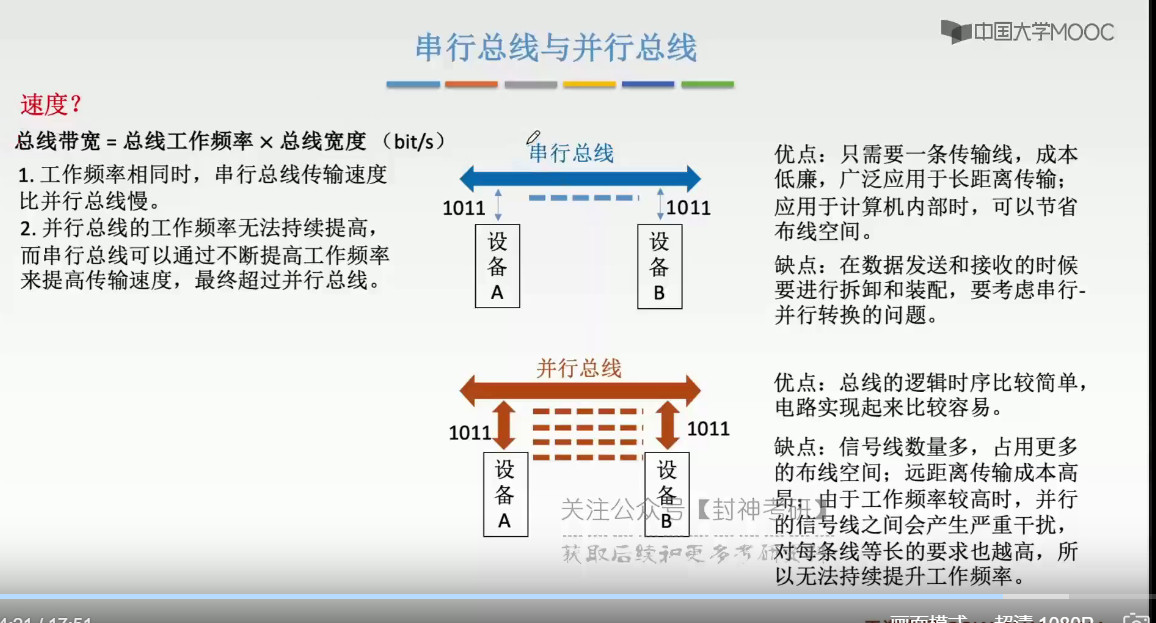 中国大学MOOC
串行总线与并行总线
速度？
总线带宽 = 总线工作频率 × 总线宽度 （bit/s）
1. 工作频率相同时，串行总线传输速度
比并行总线慢。
2. 并行总线的工作频率无法持续提高，
而串行总线可以通过不断提高工作频率
来提高传输速度，最终超过并行总线。
串行总线
1011
1011
设备A
设备B
优点：只需要一条传输线，成本
低廉，广泛应用于长距离传输；
应用于计算机内部时，可以节省
布线空间。
缺点：在数据发送和接收的时候
要进行拆卸和装配，要考虑串行-
并行转换的问题。
并行总线
1011
1011
设备A
设备B
优点：总线的逻辑时序比较简单，
电路实现起来比较容易。
缺点：信号线数量多，占用更多
的布线空间；远距离传输成本高
昂；由于工作频率较高时，并行
的信号线之间会产生严重干扰，
对每条线等长的要求也越高，所
以无法持续提升工作频率。
关注公众号【封神考研】
获取后续和更多考研
4:21 / 17:51
画面模式 超清 1080P